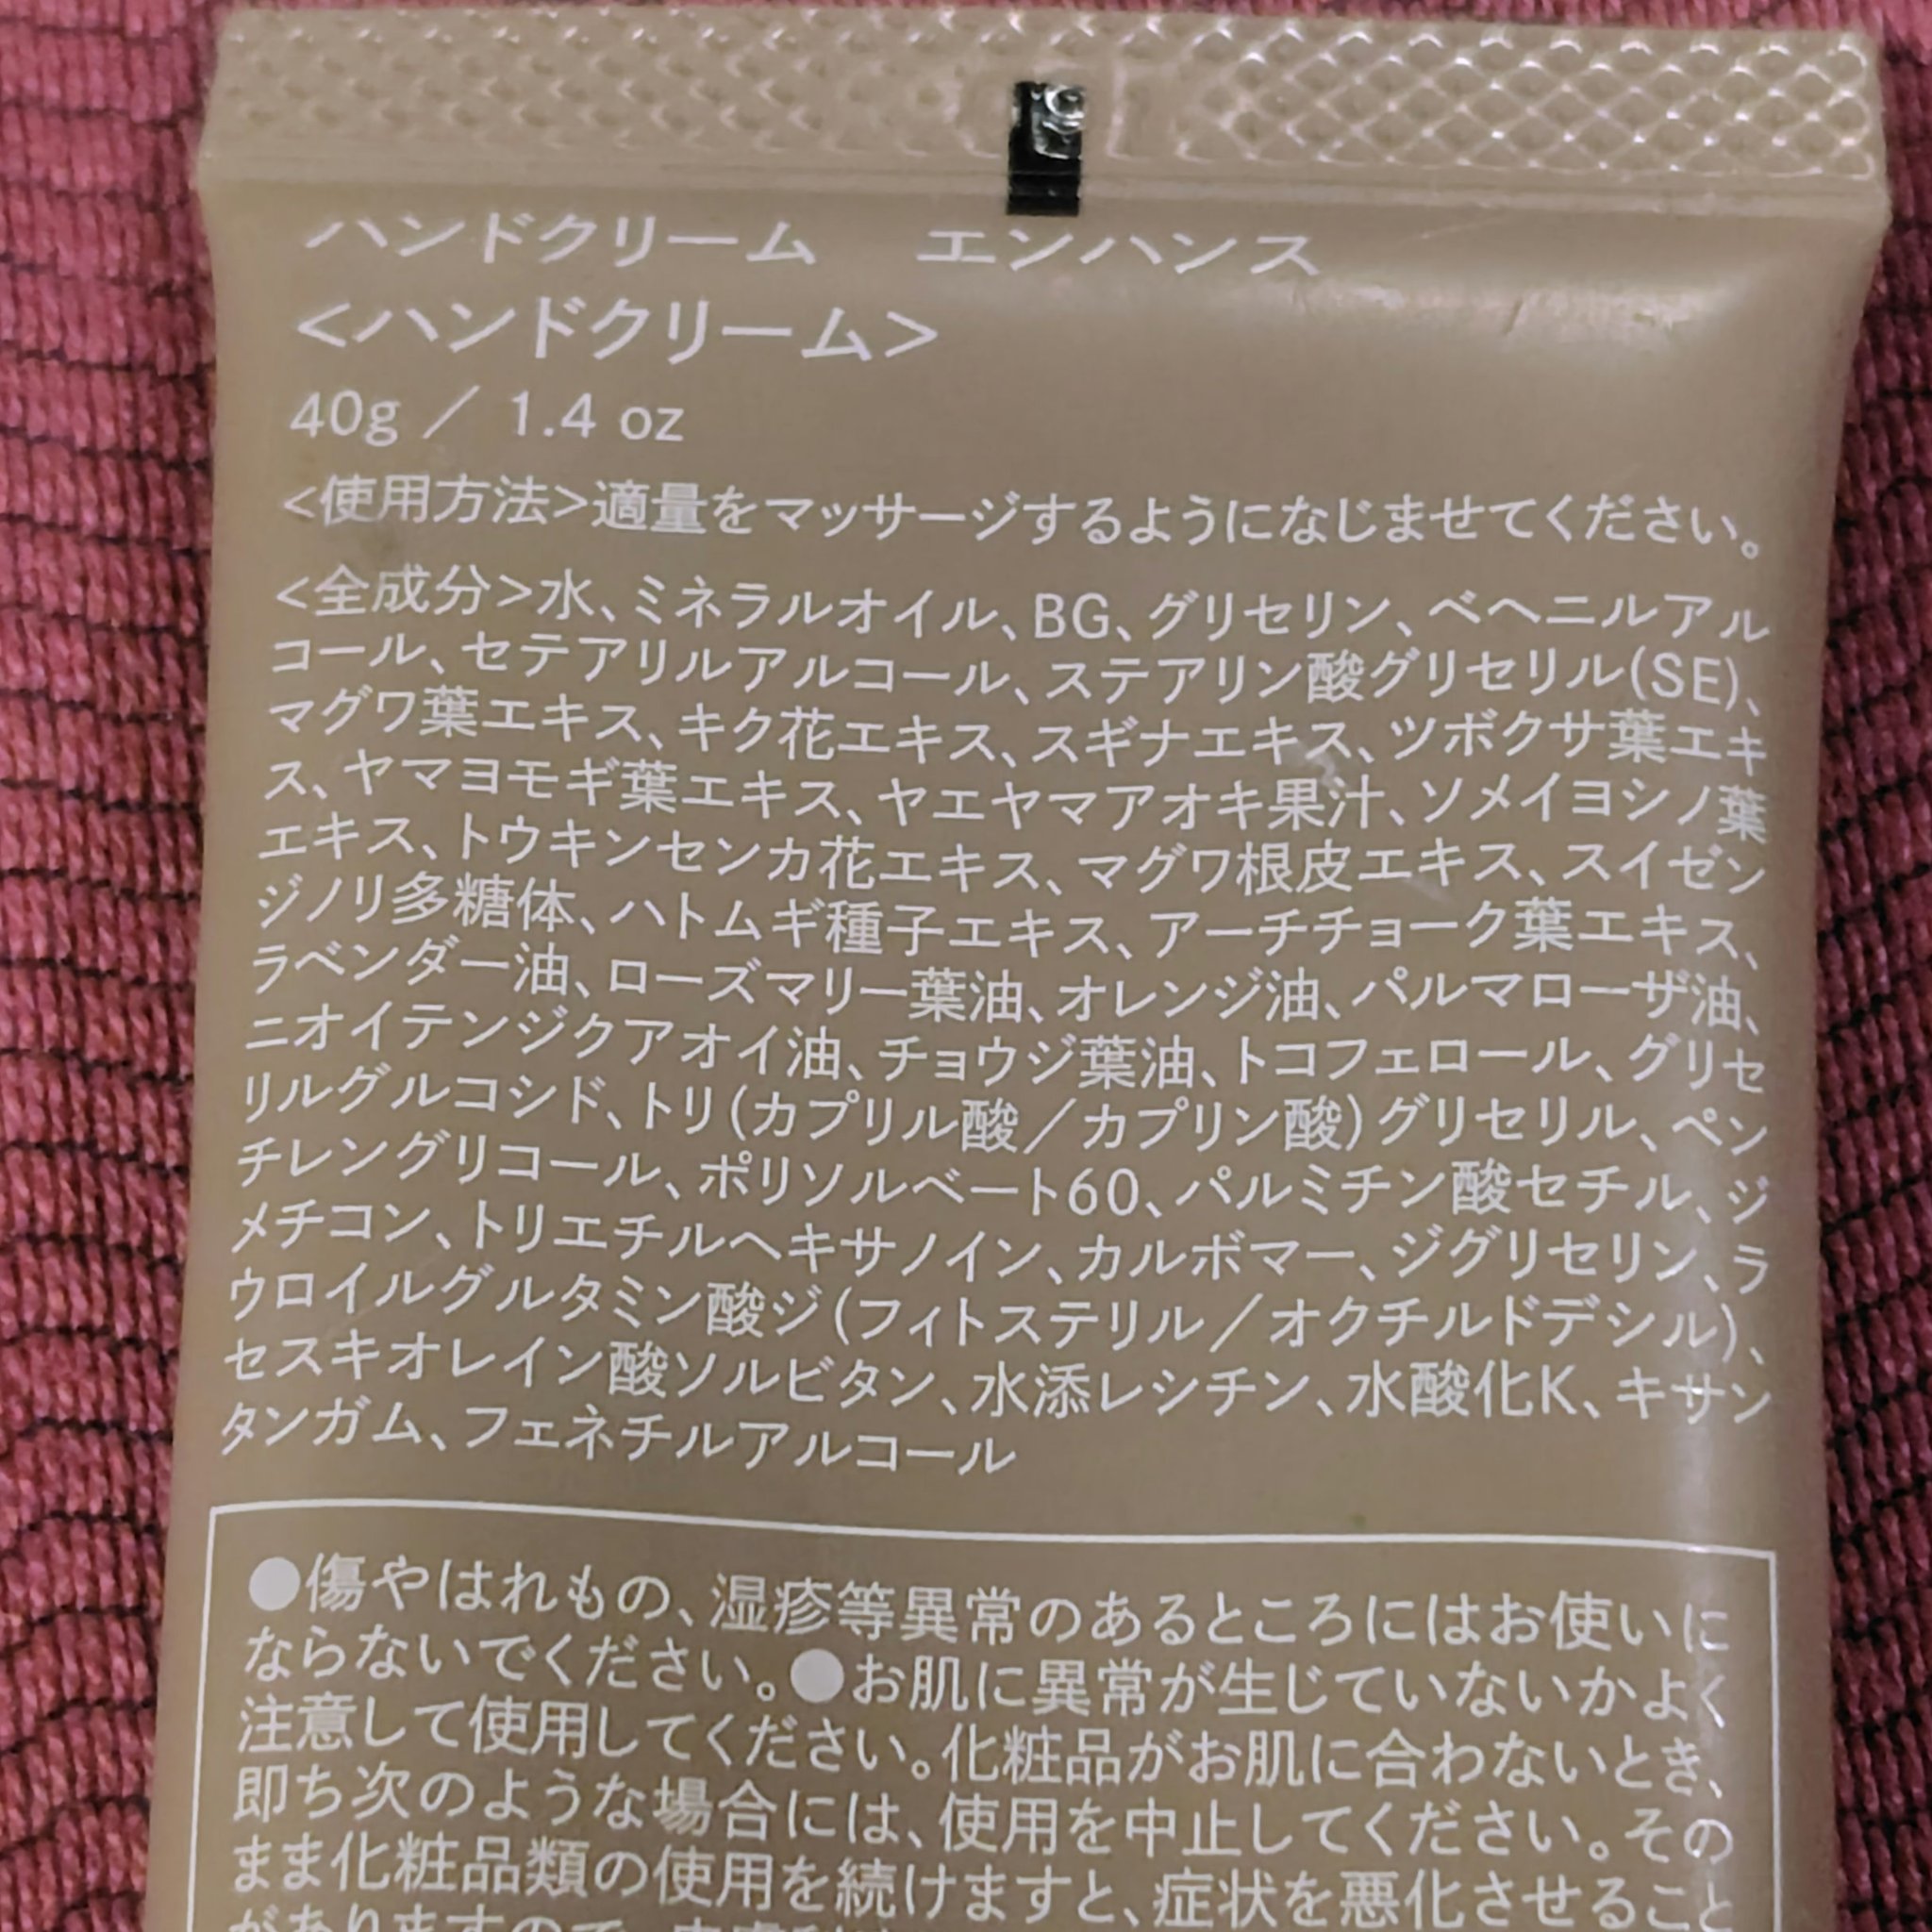 ハンドクリーム　エンハンス
<ハンドクリーム>
40g ／ 1.4 oz
<使用方法>適量をマッサージするようになじませてください。
<全成分>水、ミネラルオイル、BG、グリセリン、ベヘニルアル
コール、セテアリルアルコール、ステアリン酸グリセリル(SE)、
マグワ葉エキス、キク花エキス、スギナエキス、ツボクサ葉エキ
ス、ヤマヨモギ葉エキス、ヤエヤマアオキ果汁、ソメイヨシノ葉
エキス、トウキンセンカ花エキス、マグワ根皮エキス、スイゼン
ジノリ多糖体、ハトムギ種子エキス、アーチチョーク葉エキス、
ラベンダー油、ローズマリー葉油、オレンジ油、パルマローザ油、
ニオイテンジクアオイ油、チョウジ葉油、トコフェロール、グリセ
リルグルコシド、トリ(カプリル酸／カプリン酸)グリセリル、ペン
チレングリコール、ポリソルベート60、パルミチン酸セチル、ジ
メチコン、トリエチルヘキサノイン、カルボマー、ジグリセリン、ラ
ウロイルグルタミン酸ジ(フィトステリル／オクチルドデシル)、
セスキオレイン酸ソルビタン、水添レシチン、水酸化K、キサン
タンガム、フェネチルアルコール
●傷やはれもの、湿疹等異常のあるところにはお使いに
ならないでください。●お肌に異常が生じていないかよく
注意して使用してください。化粧品がお肌に合わないとき、
即ち次のような場合には、使用を中止してください。その
まま化粧品類の使用を続けますと、症状を悪化させること
がありますので、